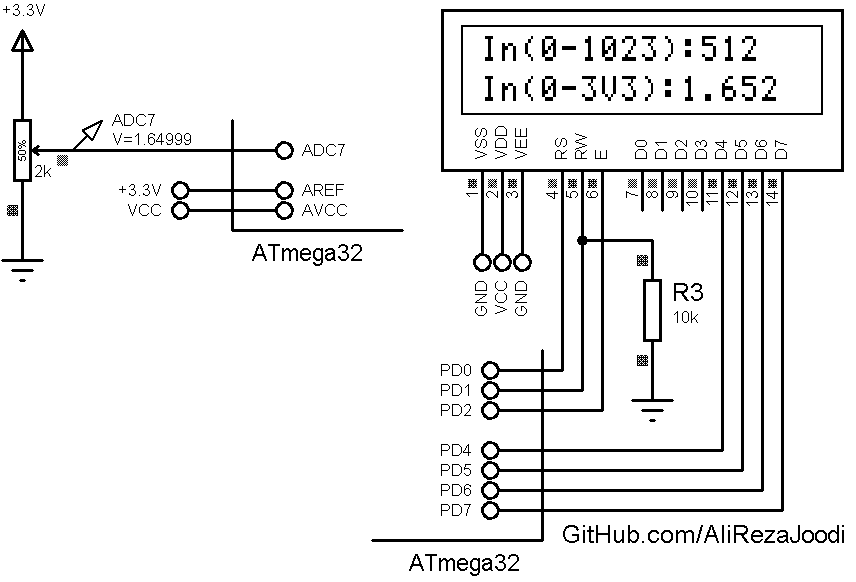 +3.3V
50%
2k
ADC7
V=1.64999
ADC7
+3.3V
AREF
VCC
AVCC
ATmega32
In(0-1023):512
In(0-3V3):1.652
VSS
VDD
VEE
RS
RW
E
D0
D1
D2
D3
D4
D5
D6
D7
1
2
3
4
5
6
7
8
9
10
11
12
13
14
GND
VCC
GND
R3
10k
PD0
PD1
PD2
PD4
PD5
PD6
PD7
ATmega32
GitHub.com/AliRezaJoodi